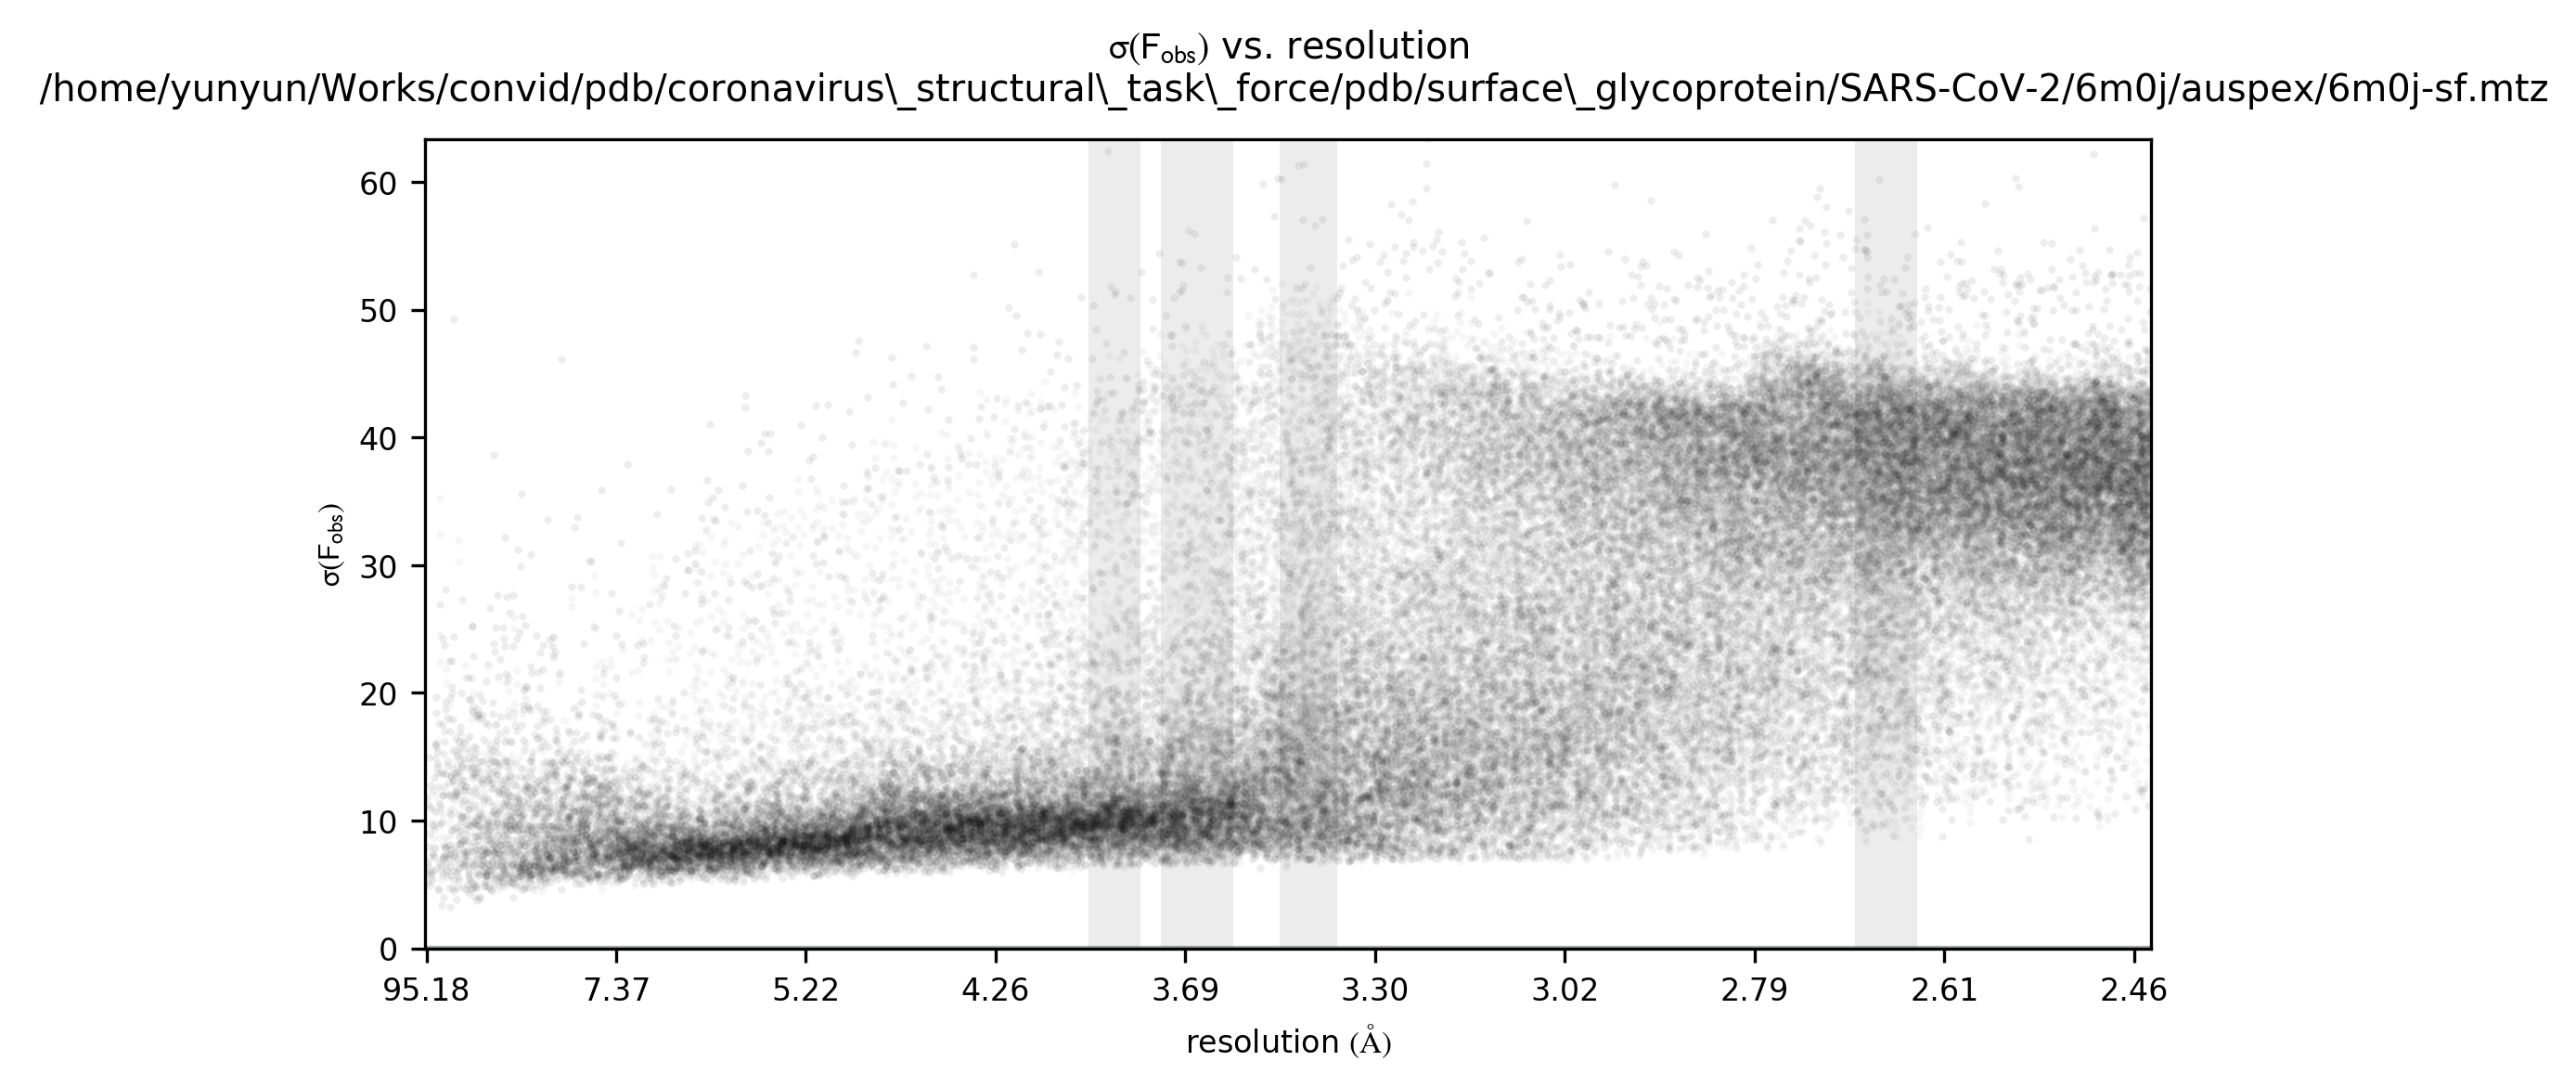 σ(Fobs) vs. resolution
/home/yunyun/Works/convid/pdb/coronavirus\_structural\_task\_force/pdb/surface\_glycoprotein/SARS-CoV-2/6m0j/auspex/6m0j-sf.mtz
60
50
40
30
20
10
0
σ(Fobs)
95.18 7.37 5.22 4.26 3.69 3.30 3.02 2.79 2.61 2.46
resolution (Å)